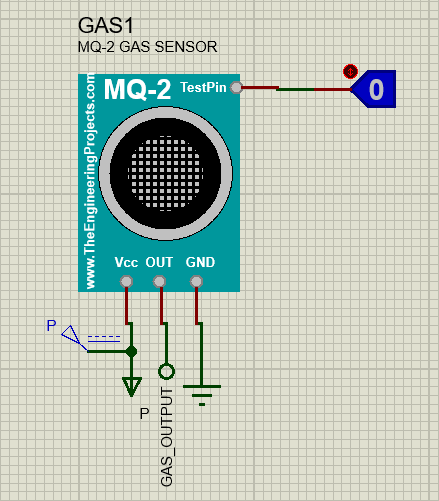 GAS1
MQ-2 GAS SENSOR
MQ-2
TestPin
0
www.TheEngineeringProjects.com
Vcc
OUT
GND
P
P
GAS_OUTPUT